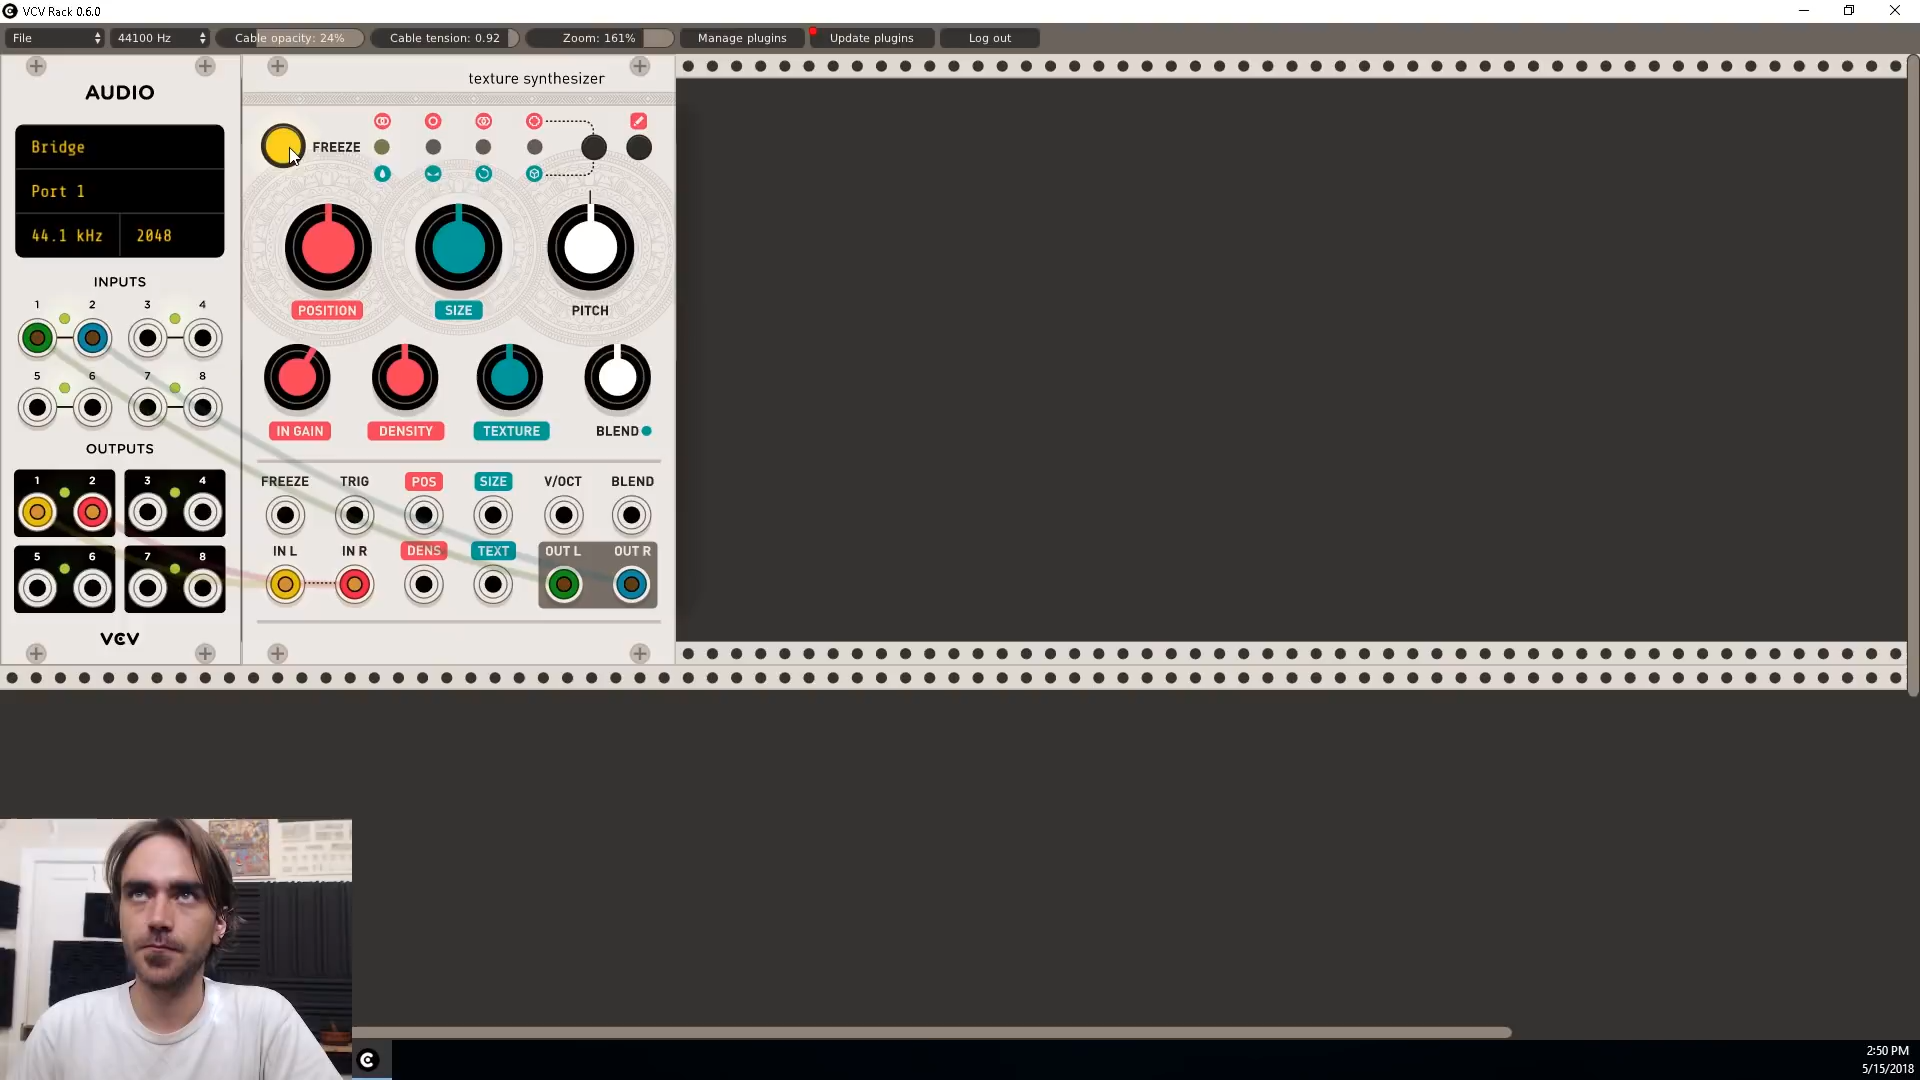 VCV Rack 0.6.0
File
44100 Hz
Cable opacity: 24%
Cable tension: 0.92
Zoom: 161%
Manage plugins
Update plugins
Log out
AUDIO
Bridge
Port 1
44.1 kHz
2048
INPUTS
1 2 3 4
5 6 7 8
OUTPUTS
1 2 3 4
5 6 7 8
VCV
texture synthesizer
FREEZE
POSITION
SIZE
PITCH
IN GAIN
DENSITY
TEXTURE
BLEND
FREEZE
TRIG
POS
SIZE
V/OCT
BLEND
IN L
IN R
DENS
TEXT
OUT L
OUT R
2:50 PM
5/15/2018